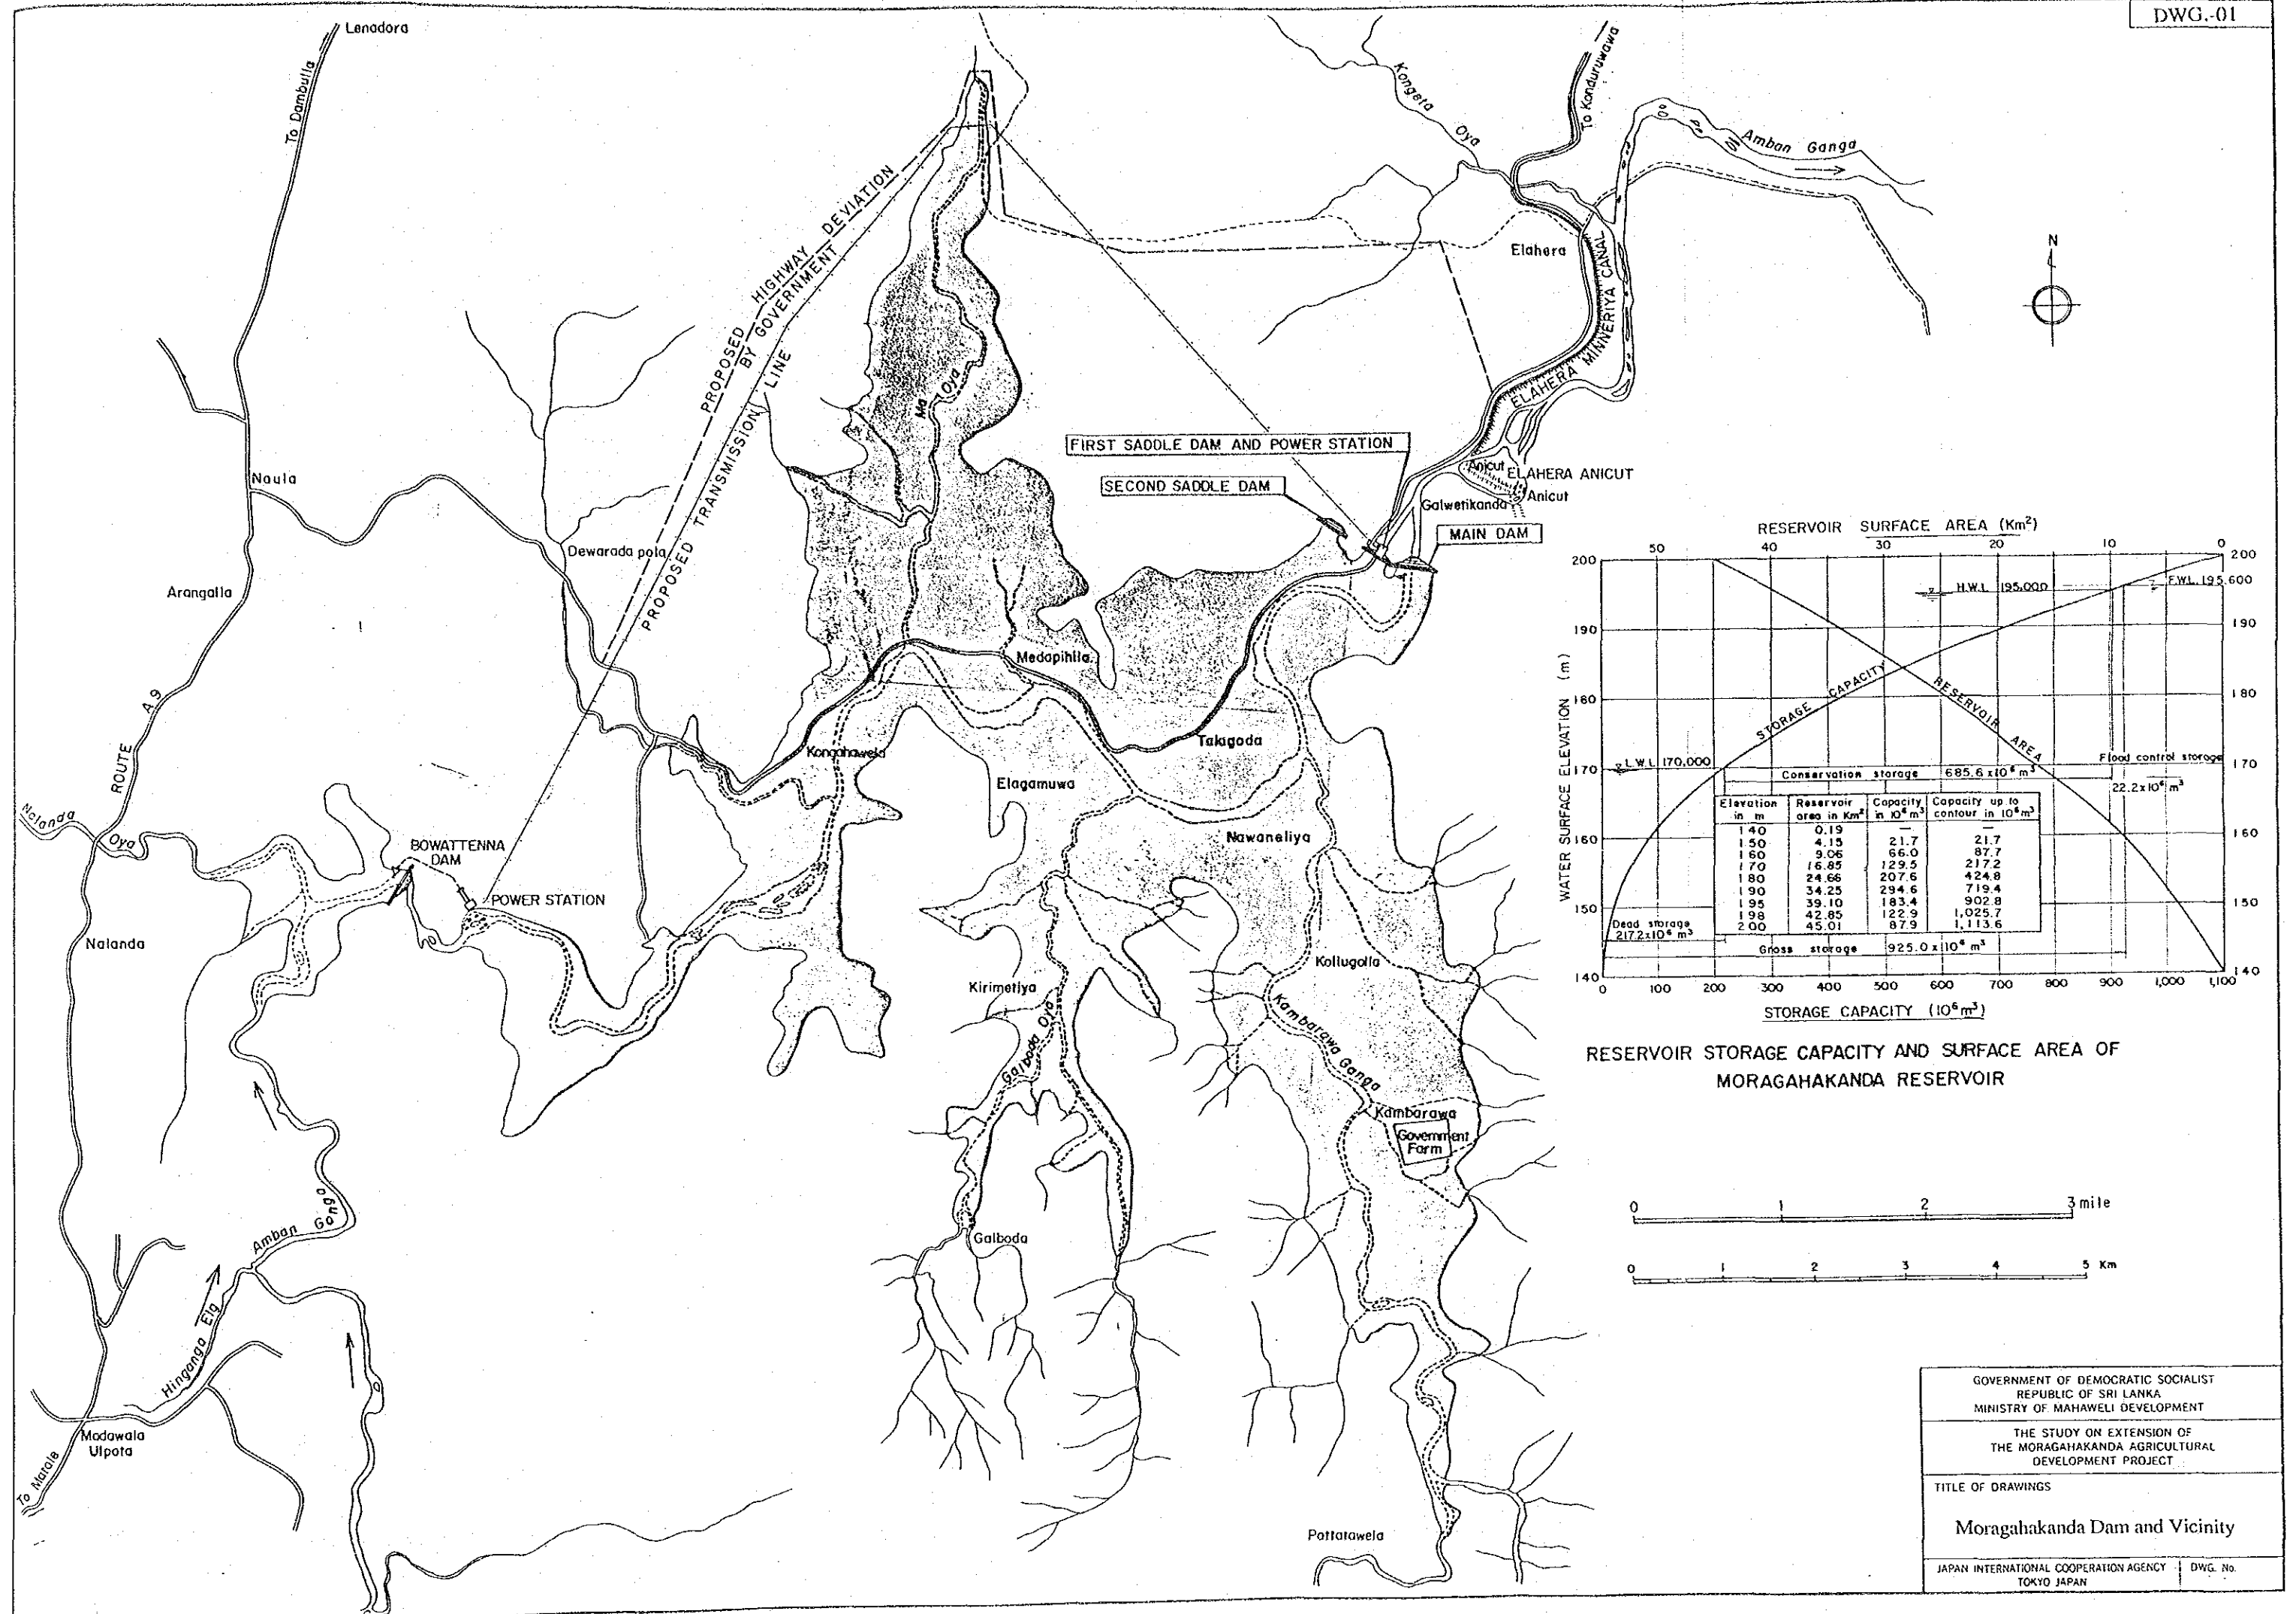 DWG.-01
Lenadora
To Dambulla
Kongeta Oya
To Konduruwawa
Amban Ganga
PROPOSED HIGHWAY DEVIATION
BY GOVERNMENT
PROPOSED TRANSMISSION LINE
Elahera
ELAHERA MINNERIYA CANAL
N
Ma Oya
FIRST SADDLE DAM AND POWER STATION
SECOND SADDLE DAM
Anicut
ELAHERA ANICUT
Anicut
Galwetikanda
MAIN DAM
Naula
Dewarada pola
Arangalla
ROUTE A9
Medapihilla
Kongahawela
Talagoda
Elagamuwa
Nawaneliya
Nalanda Oya
BOWATTENNA
DAM
POWER STATION
Nalanda
Kirimetiya
Galboda Oya
Kollugolla
Kambarawa Ganga
Kambarawa
Government
Farm
Galboda
Amban Ganga
Hinganga Ela
Madawala
Ulpota
To Matale
Pottatawela
RESERVOIR SURFACE AREA (Km²)
50 40 30 20 10 0
200 200
H.W.L 195,000
F.W.L. 195,600
190 190
180 180
170 170
160 160
150 150
140 140
WATER SURFACE ELEVATION (m)
STORAGE CAPACITY
RESERVOIR AREA
L.W.L 170,000
Conservation storage 685.6 x 10⁶ m³
Flood control storage
22.2x10⁶ m³
Elevation in m | Reservoir area in Km² | Capacity in 10⁶ m³ | Capacity up to contour in 10⁶ m³
140 0.19 — —
150 4.15 21.7 21.7
160 9.06 66.0 87.7
170 16.85 129.5 217.2
180 24.66 207.6 424.8
190 34.25 294.6 719.4
195 39.10 183.4 902.8
198 42.85 122.9 1,025.7
200 45.01 87.9 1,113.6
Dead storage
217.2x10⁶ m³
Gross storage 925.0 x 10⁶ m³
0 100 200 300 400 500 600 700 800 900 1,000 1,100
STORAGE CAPACITY (10⁶m³)
RESERVOIR STORAGE CAPACITY AND SURFACE AREA OF
MORAGAHAKANDA RESERVOIR
0 1 2 3 mile
0 1 2 3 4 5 Km
GOVERNMENT OF DEMOCRATIC SOCIALIST
REPUBLIC OF SRI LANKA
MINISTRY OF MAHAWELI DEVELOPMENT
THE STUDY ON EXTENSION OF
THE MORAGAHAKANDA AGRICULTURAL
DEVELOPMENT PROJECT
TITLE OF DRAWINGS
Moragahakanda Dam and Vicinity
JAPAN INTERNATIONAL COOPERATION AGENCY
TOKYO JAPAN
DWG. No.